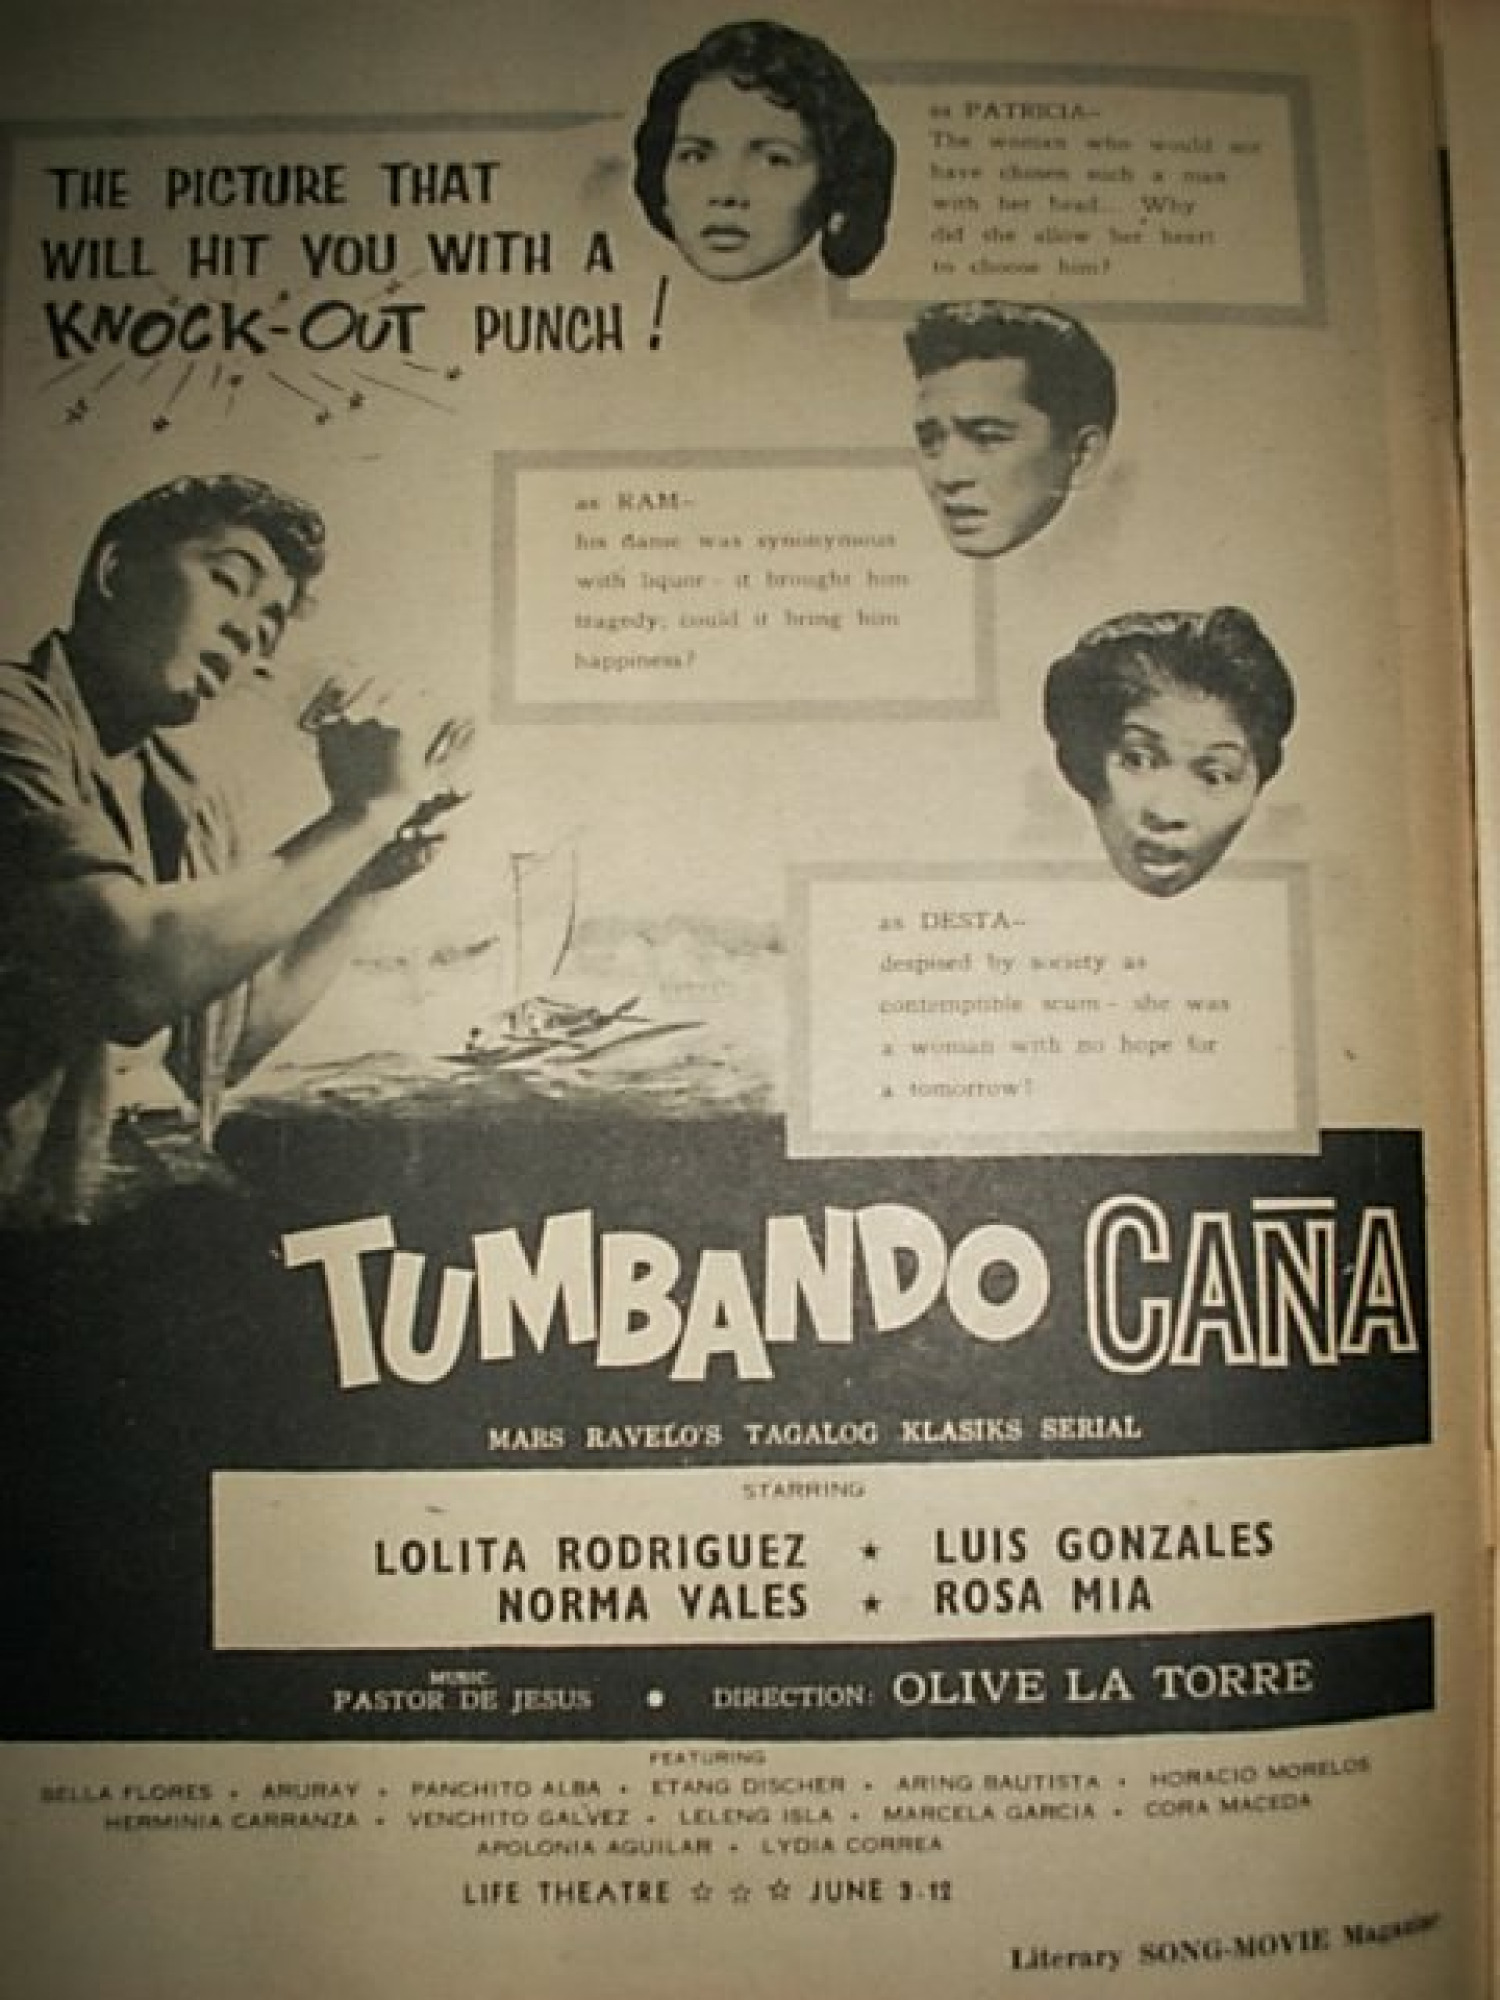 THE PICTURE THAT
WILL HIT YOU WITH A
KNOCK-OUT PUNCH!
as PATRICIA–
The woman who would not
have chosen such a man
with her head... Why
did she allow her heart
to choose him?
as RAM–
his name was synonymous
with liquor – it brought him
tragedy; could it bring him
happiness?
as DESTA–
despised by society as
contemptible scum – she was
a woman with no hope for
a tomorrow!
TUMBANDO CAÑA
MARS RAVELO'S TAGALOG KLASIKS SERIAL
STARRING
LOLITA RODRIGUEZ ★ LUIS GONZALES
NORMA VALES ★ ROSA MIA
MUSIC:
PASTOR DE JESUS • DIRECTION: OLIVE LA TORRE
FEATURING
BELLA FLORES • ARURAY • PANCHITO ALBA • ETANG DISCHER • ARING BAUTISTA • HORACIO MORELOS
HERMINIA CARRANZA • VENCHITO GALVEZ • LELENG ISLA • MARCELA GARCIA • CORA MACEDA
APOLONIA AGUILAR • LYDIA CORREA
LIFE THEATRE ☆ ☆ ☆ JUNE 3-12
Literary SONG-MOVIE Magazine